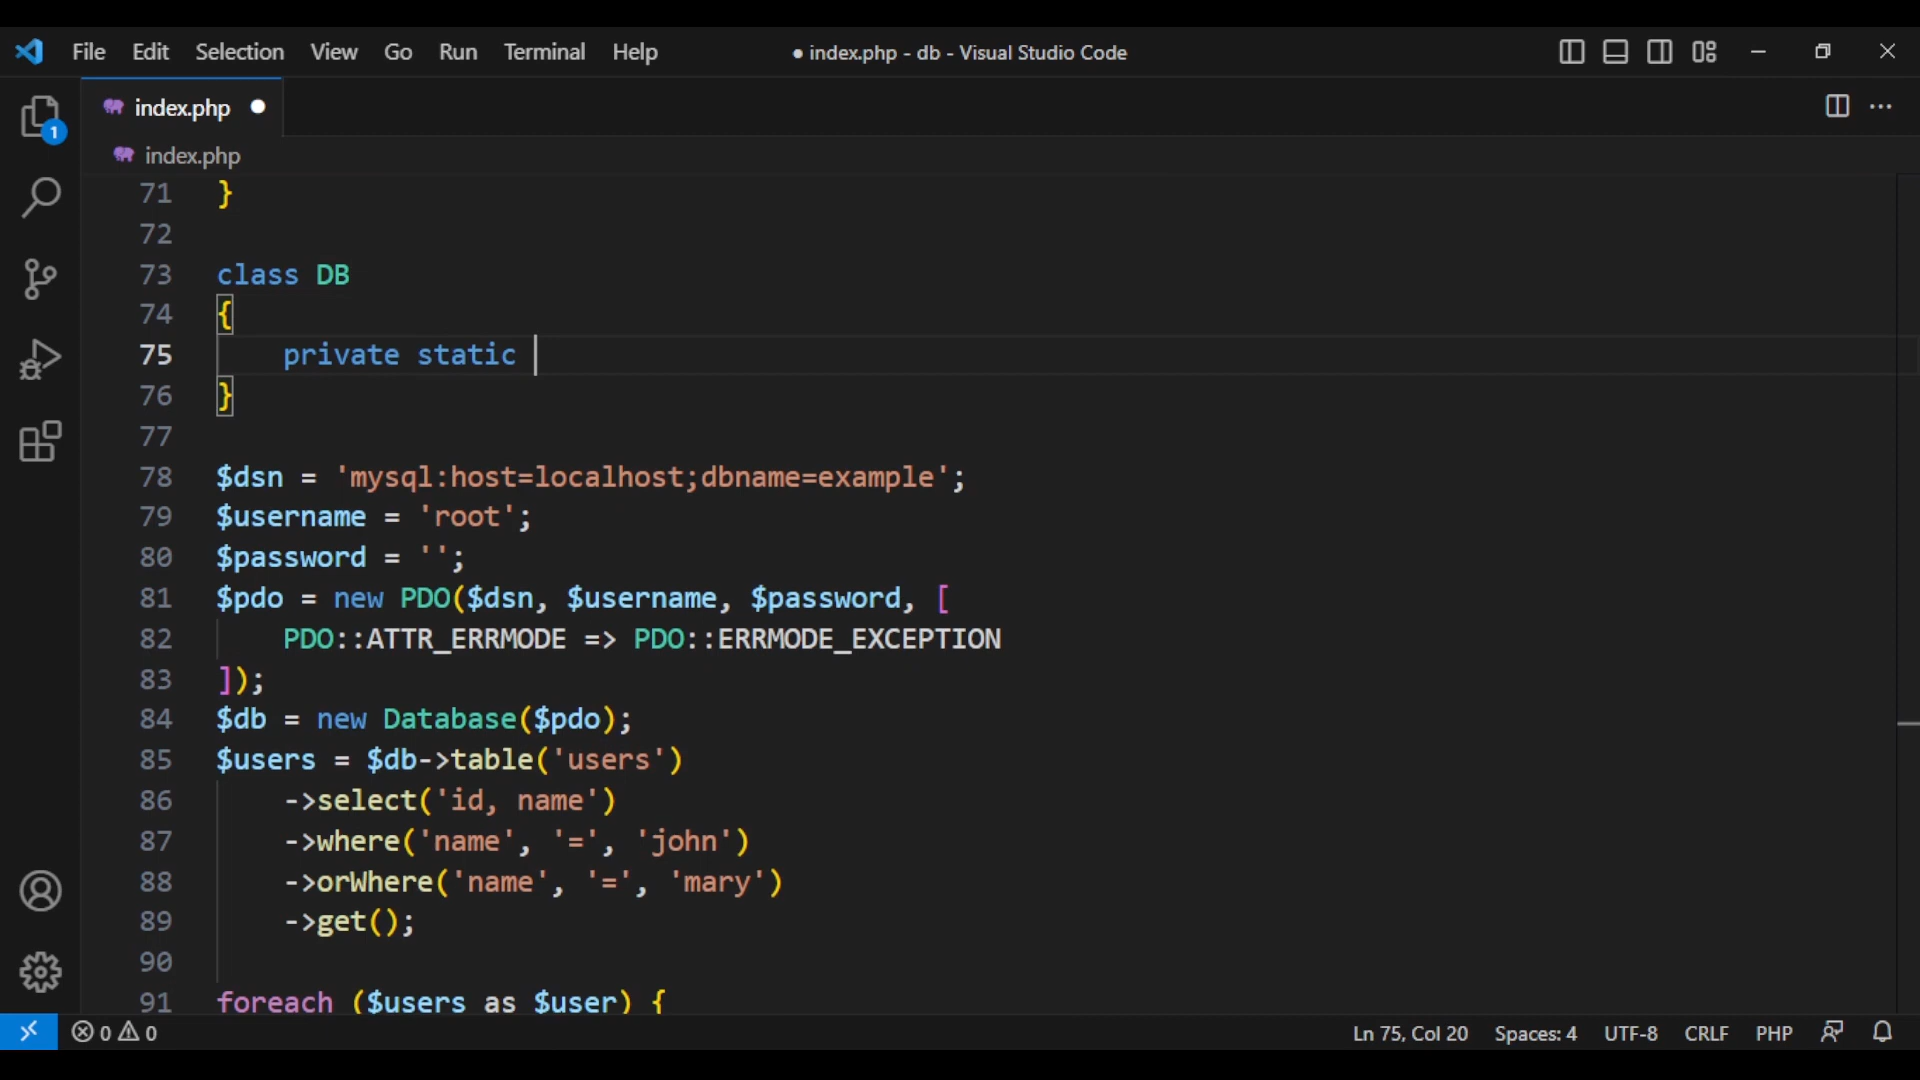 File Edit Selection View Go Run Terminal Help ● index.php - db - Visual Studio Code
index.php ●
1
index.php
71 }
72
73 class DB
74 {
75     private static
76 }
77
78 $dsn = 'mysql:host=localhost;dbname=example';
79 $username = 'root';
80 $password = '';
81 $pdo = new PDO($dsn, $username, $password, [
82     PDO::ATTR_ERRMODE => PDO::ERRMODE_EXCEPTION
83 ]);
84 $db = new Database($pdo);
85 $users = $db->table('users')
86     ->select('id, name')
87     ->where('name', '=', 'john')
88     ->orWhere('name', '=', 'mary')
89     ->get();
90
91 foreach ($users as $user) {
0 0 Ln 75, Col 20 Spaces: 4 UTF-8 CRLF PHP